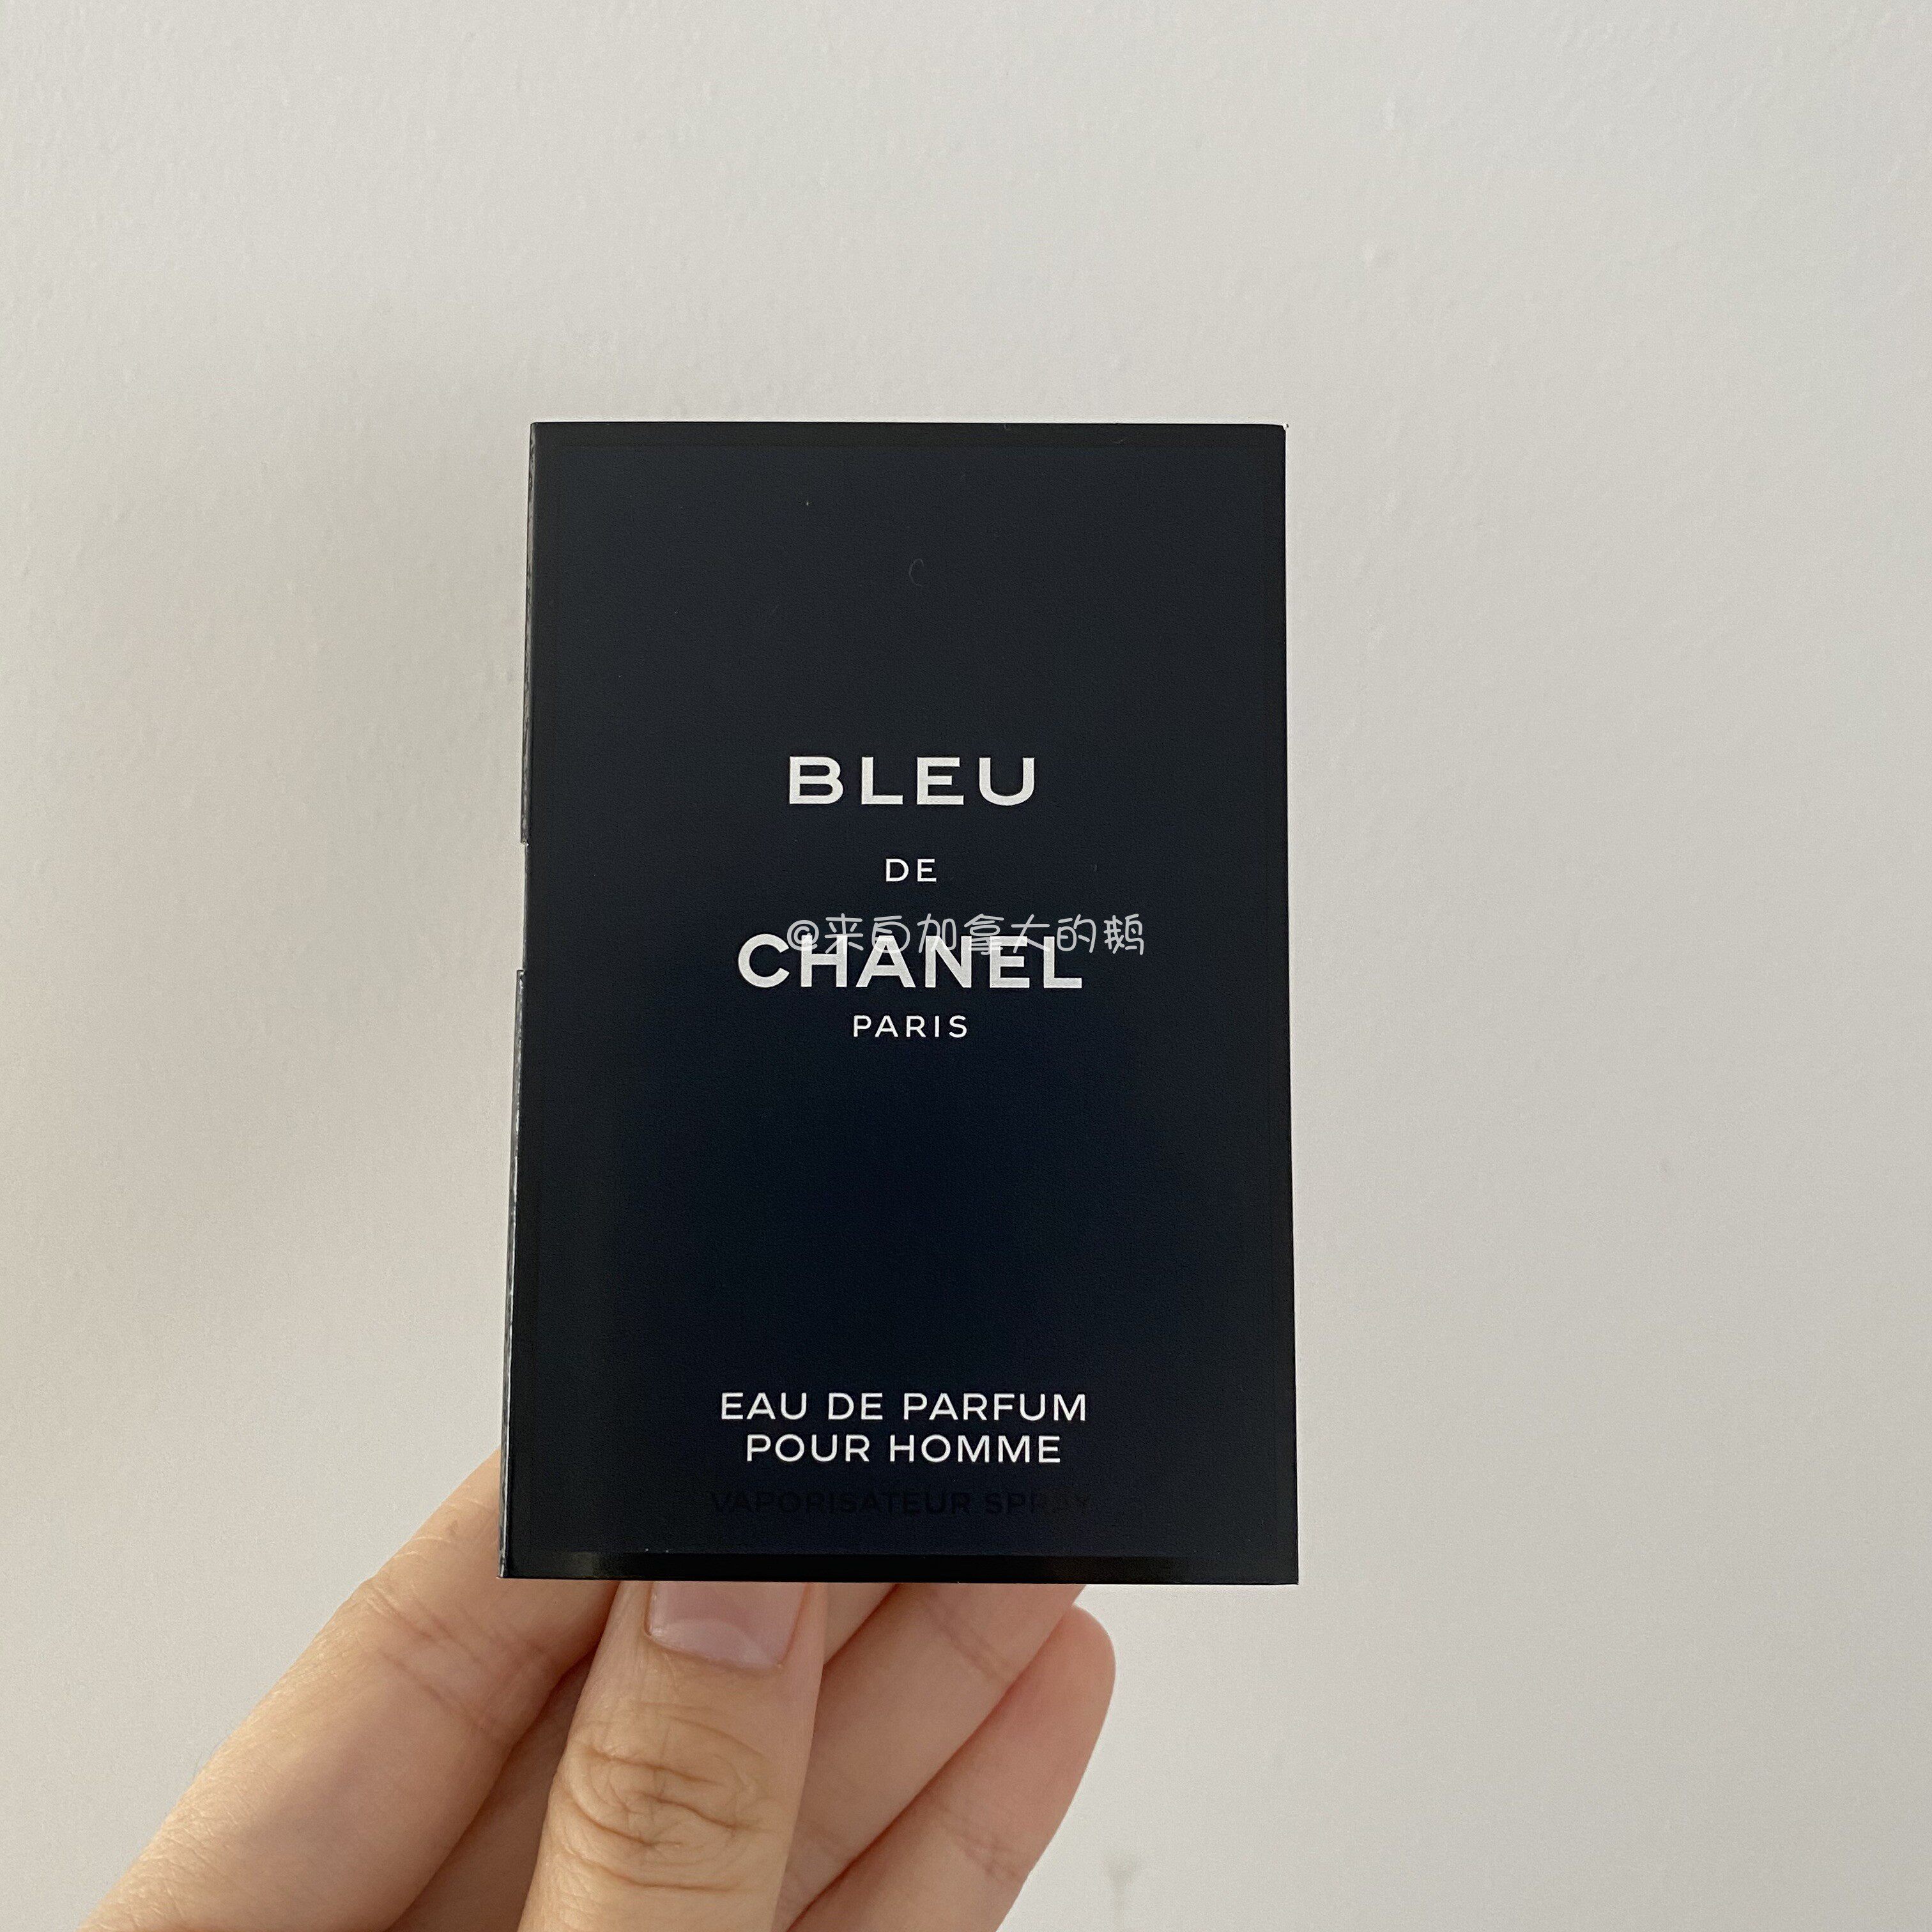 BLEU
DE
@来自加拿大的鹅
CHANEL
PARIS
EAU DE PARFUM
POUR HOMME
VAPORISATEUR SPRAY